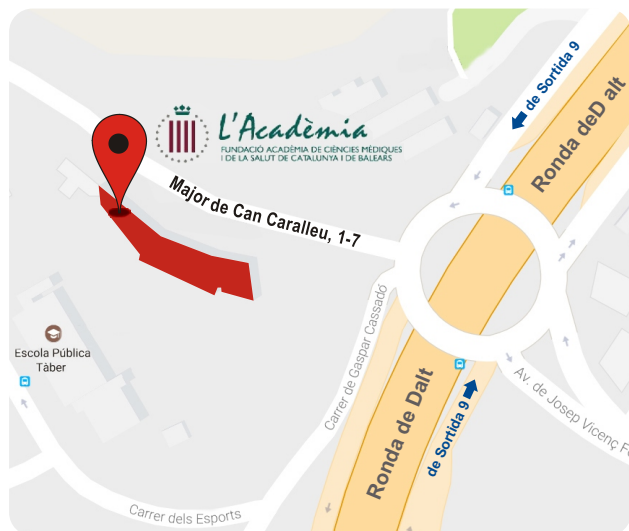 de Sortida 9
Ronda deD alt
L'Acadèmia
FUNDACIÓ ACADÈMIA DE CIÈNCIES MÈDIQUES
I DE LA SALUT DE CATALUNYA I DE BALEARS
Major de Can Caralleu, 1-7
Carrer de Gaspar Cassadó
Escola Pública
Tàber
Ronda de Dalt
de Sortida 9
Av. de Josep Vicenç
Carrer dels Esports